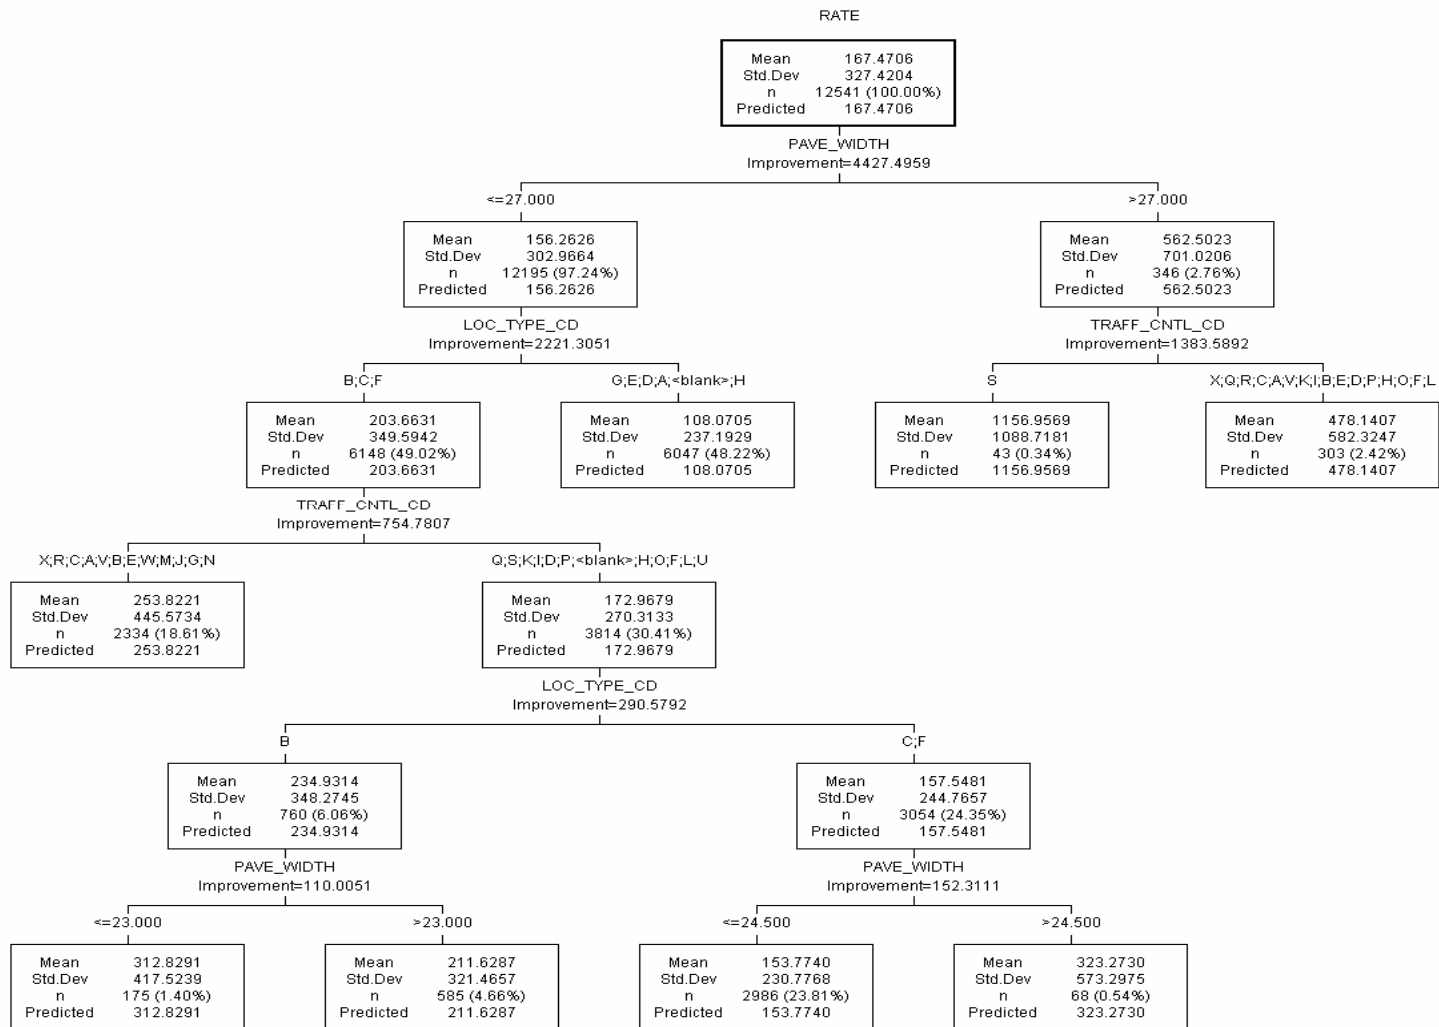 RATE
Mean 167.4706
Std.Dev 327.4204
n 12541 (100.00%)
Predicted 167.4706
PAVE_WIDTH
Improvement=4427.4959
<=27.000 >27.000
Mean 156.2626
Std.Dev 302.9664
n 12195 (97.24%)
Predicted 156.2626
Mean 562.5023
Std.Dev 701.0206
n 346 (2.76%)
Predicted 562.5023
LOC_TYPE_CD
Improvement=2221.3051
TRAFF_CNTL_CD
Improvement=1383.5892
B;C;F G;E;D;A;<blank>;H S X;Q;R;C;A;V;K;I;B;E;D;P;H;O;F;L
Mean 203.6631
Std.Dev 349.5942
n 6148 (49.02%)
Predicted 203.6631
Mean 108.0705
Std.Dev 237.1929
n 6047 (48.22%)
Predicted 108.0705
Mean 1156.9569
Std.Dev 1088.7181
n 43 (0.34%)
Predicted 1156.9569
Mean 478.1407
Std.Dev 582.3247
n 303 (2.42%)
Predicted 478.1407
TRAFF_CNTL_CD
Improvement=754.7807
X;R;C;A;V;B;E;W;M;J;G;N Q;S;K;I;D;P;<blank>;H;O;F;L;U
Mean 253.8221
Std.Dev 445.5734
n 2334 (18.61%)
Predicted 253.8221
Mean 172.9679
Std.Dev 270.3133
n 3814 (30.41%)
Predicted 172.9679
LOC_TYPE_CD
Improvement=290.5792
B C;F
Mean 234.9314
Std.Dev 348.2745
n 760 (6.06%)
Predicted 234.9314
Mean 157.5481
Std.Dev 244.7657
n 3054 (24.35%)
Predicted 157.5481
PAVE_WIDTH
Improvement=110.0051
PAVE_WIDTH
Improvement=152.3111
<=23.000 >23.000 <=24.500 >24.500
Mean 312.8291
Std.Dev 417.5239
n 175 (1.40%)
Predicted 312.8291
Mean 211.6287
Std.Dev 321.4657
n 585 (4.66%)
Predicted 211.6287
Mean 153.7740
Std.Dev 230.7768
n 2986 (23.81%)
Predicted 153.7740
Mean 323.2730
Std.Dev 573.2975
n 68 (0.54%)
Predicted 323.2730